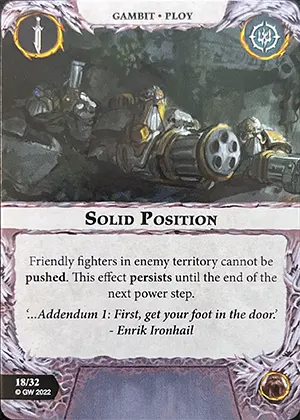 GAMBIT • PLOY
SOLID POSITION
Friendly fighters in enemy territory cannot be
pushed. This effect persists until the end of the
next power step.
‘...Addendum 1: First, get your foot in the door.’
- Enrik Ironhail
18/32
© GW 2022